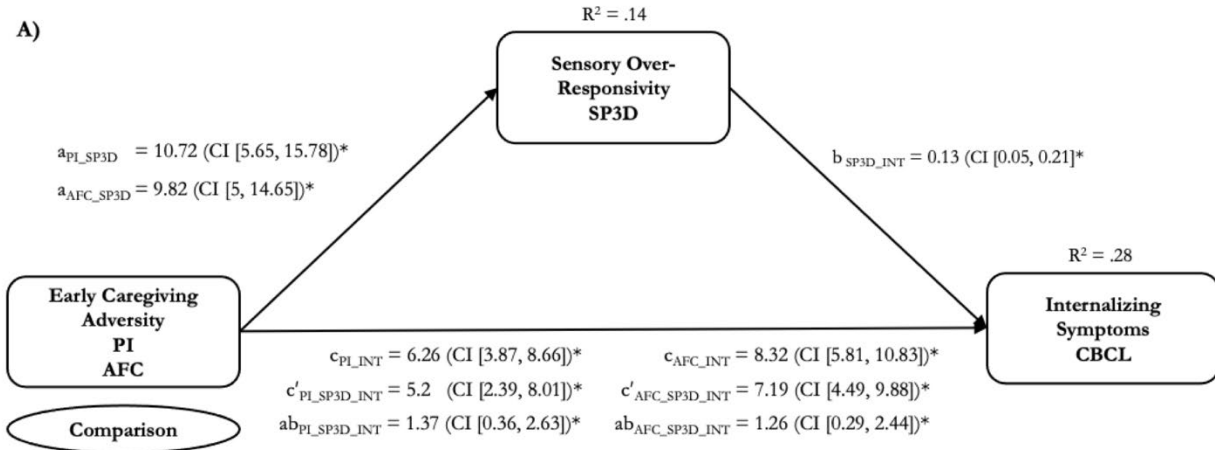 A)
R² = .14
Sensory Over-
Responsivity
SP3D
a_PI_SP3D = 10.72 (CI [5.65, 15.78])*
a_AFC_SP3D = 9.82 (CI [5, 14.65])*
b_SP3D_INT = 0.13 (CI [0.05, 0.21]*
R² = .28
Early Caregiving
Adversity
PI
AFC
Internalizing
Symptoms
CBCL
c_PI_INT = 6.26 (CI [3.87, 8.66])*
c'_PI_SP3D_INT = 5.2 (CI [2.39, 8.01])*
ab_PI_SP3D_INT = 1.37 (CI [0.36, 2.63])*
c_AFC_INT = 8.32 (CI [5.81, 10.83])*
c'_AFC_SP3D_INT = 7.19 (CI [4.49, 9.88])*
ab_AFC_SP3D_INT = 1.26 (CI [0.29, 2.44])*
Comparison